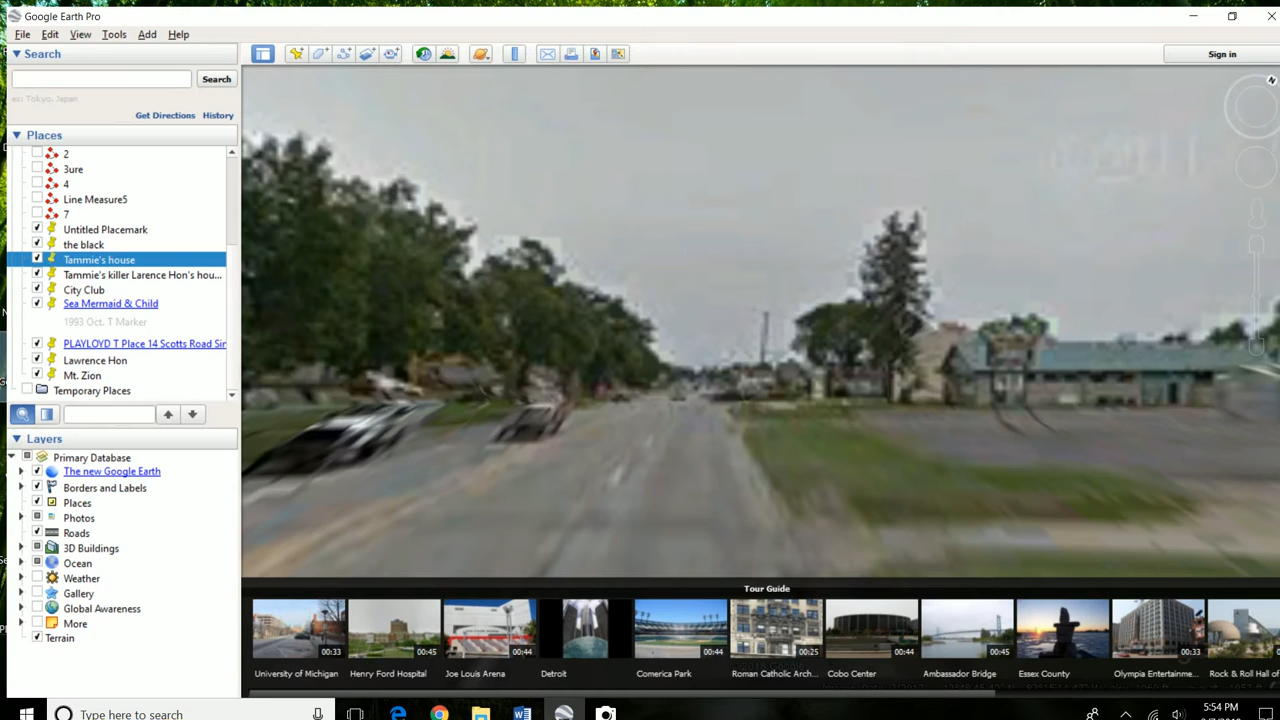 Google Earth Pro
File Edit View Tools Add Help
Search
Search
ex: Tokyo, Japan
Get Directions History
Places
2
3ure
4
Line Measure5
7
Untitled Placemark
the black
Tammie's house
Tammie's killer Larence Hon's hou...
City Club
Sea Mermaid & Child
1993 Oct. T Marker
PLAYLOYD T Place 14 Scotts Road Sin
Lawrence Hon
Mt. Zion
Temporary Places
Layers
Primary Database
The new Google Earth
Borders and Labels
Places
Photos
Roads
3D Buildings
Ocean
Weather
Gallery
Global Awareness
More
Terrain
Sign in
N
Tour Guide
00:33 00:45 00:44 00:44 00:25 00:44 00:45 00:33
University of Michigan Henry Ford Hospital Joe Louis Arena Detroit Comerica Park Roman Catholic Arch... Cobo Center Ambassador Bridge Essex County Olympia Entertainme... Rock & Roll Hall of
Type here to search
5:54 PM